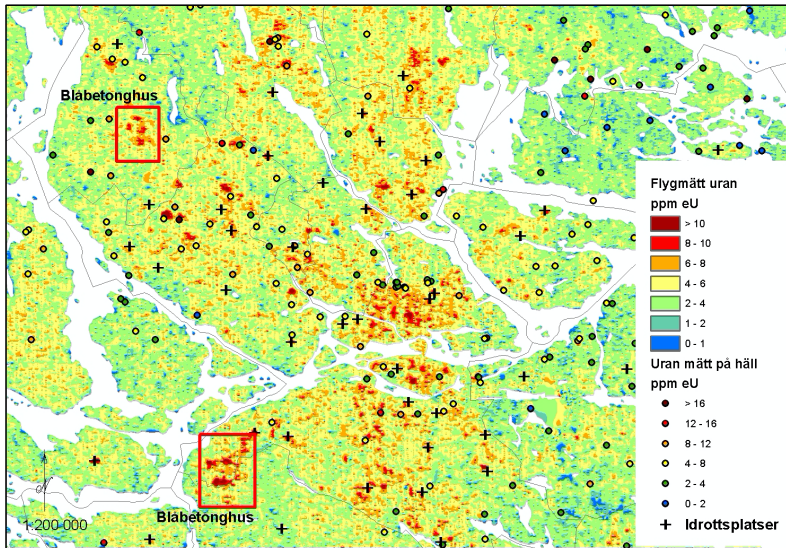 Blåbetonghus
Flygmätt uran
ppm eU
> 10
8 - 10
6 - 8
4 - 6
2 - 4
1 - 2
0 - 1
Uran mätt på häll
ppm eU
> 16
12 - 16
8 - 12
4 - 8
2 - 4
0 - 2
Idrottsplatser
Blåbetonghus
N
1:200 000